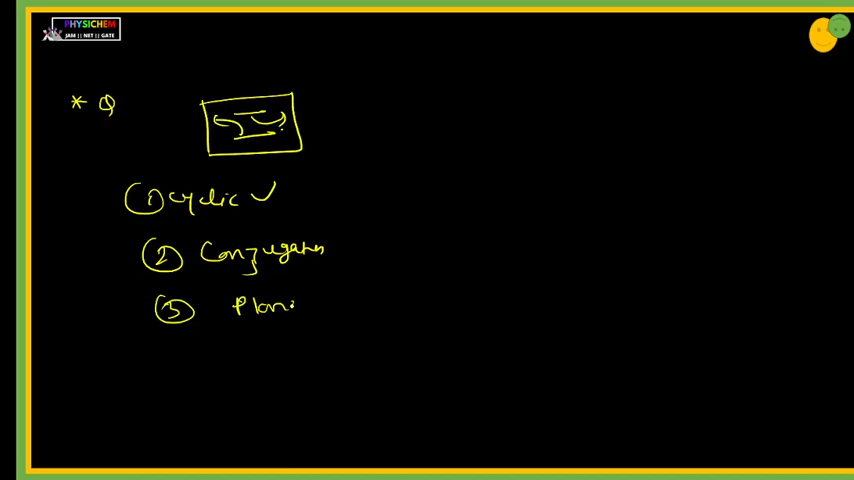 PHYSICHEM
JAM || NET || GATE
* Q
① Cyclic ✓
② Conjugation
③ Plan